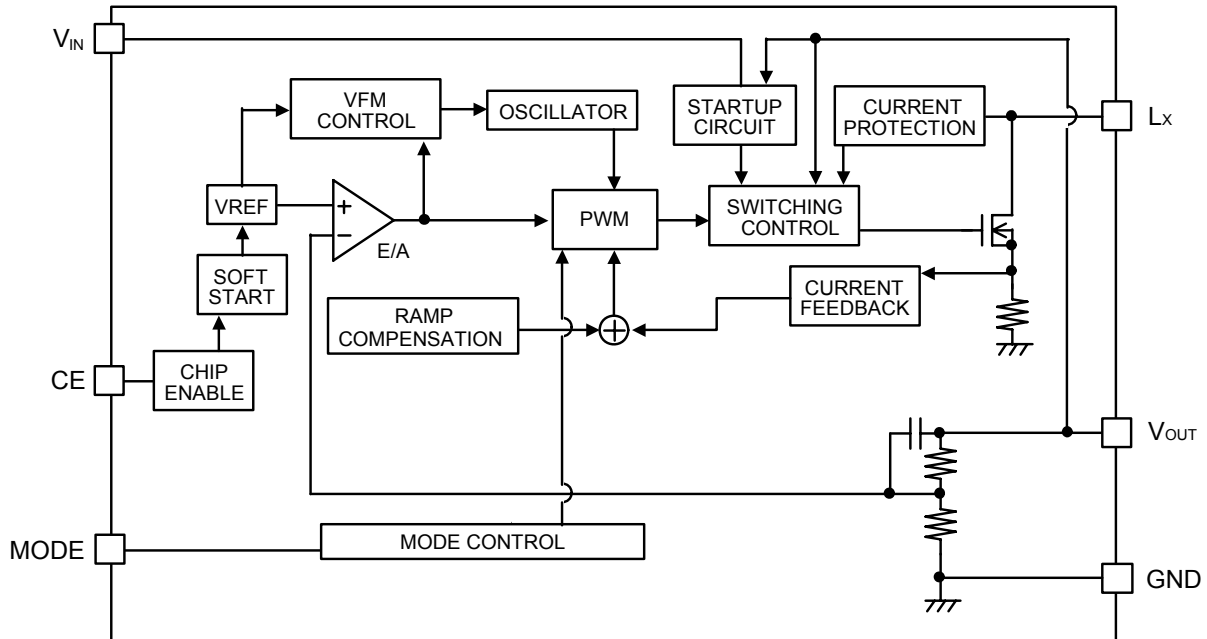 VIN
VFM
CONTROL
OSCILLATOR
STARTUP
CIRCUIT
CURRENT
PROTECTION
LX
VREF
+
−
E/A
PWM
SWITCHING
CONTROL
SOFT
START
RAMP
COMPENSATION
+
CURRENT
FEEDBACK
CE
CHIP
ENABLE
VOUT
MODE
MODE CONTROL
GND